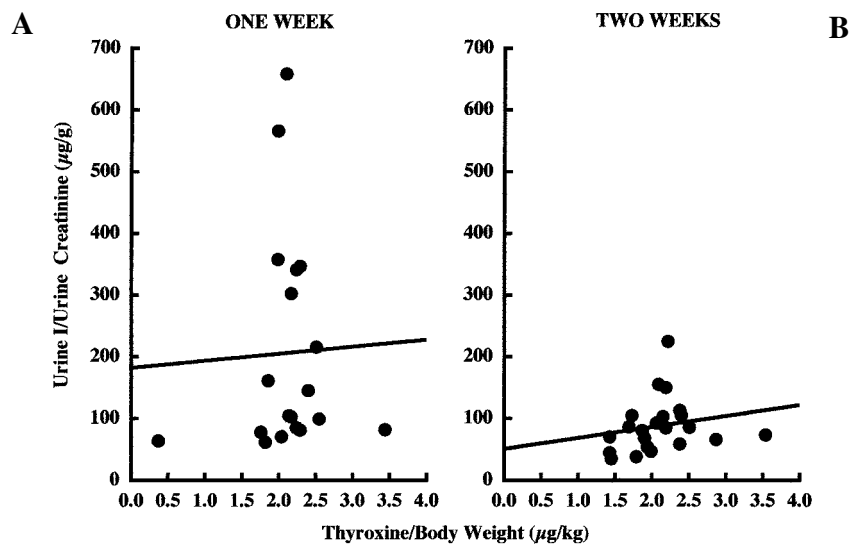 A
ONE WEEK
TWO WEEKS
B
Urine I/Urine Creatinine (µg/g)
700
600
500
400
300
200
100
0
0.0 0.5 1.0 1.5 2.0 2.5 3.0 3.5 4.0
700
600
500
400
300
200
100
0
0.0 0.5 1.0 1.5 2.0 2.5 3.0 3.5 4.0
Thyroxine/Body Weight (µg/kg)